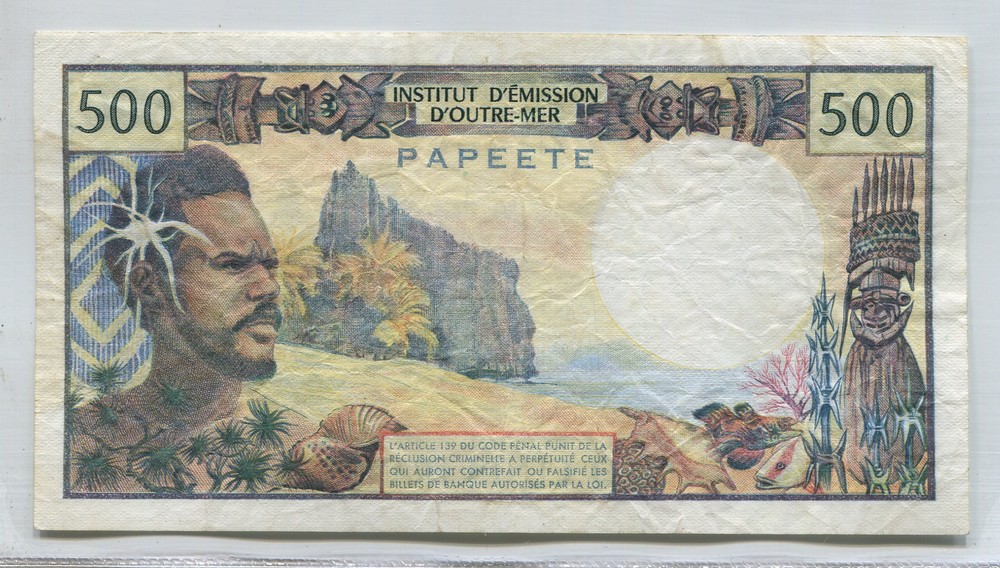 500
INSTITUT D'ÉMISSION
D'OUTRE-MER
500
PAPEETE
L'ARTICLE 139 DU CODE PÉNAL PUNIT DE LA
RÉCLUSION CRIMINELLE A PERPÉTUITÉ CEUX
QUI AURONT CONTREFAIT OU FALSIFIÉ LES
BILLETS DE BANQUE AUTORISÉS PAR LA LOI.